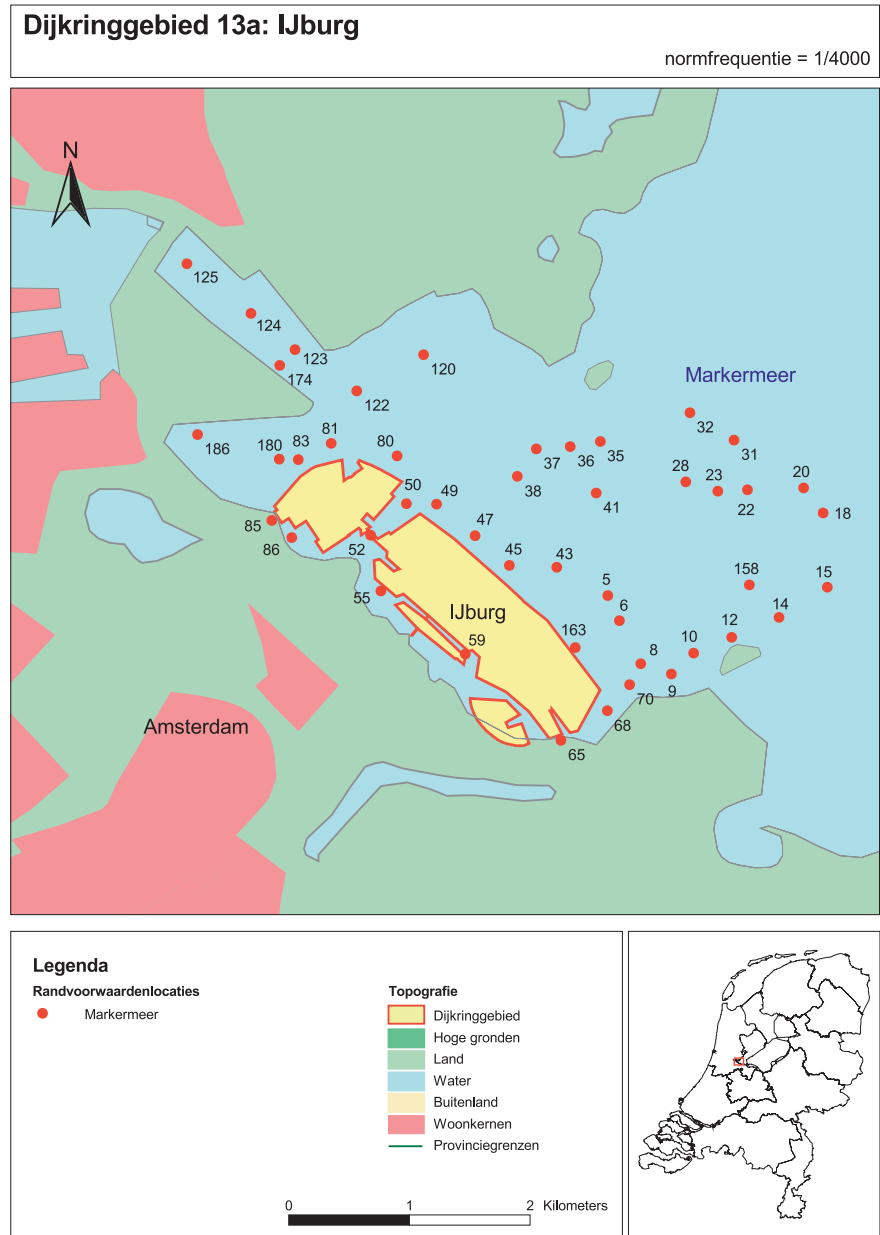 Dijkringgebied 13a: IJburg
normfrequentie = 1/4000
N
125
124
123
174
120
122
Markermeer
32
31
186
180
83
81
80
37
36
35
38
41
28
23
22
20
18
50
49
85
86
52
47
45
43
55
5
6
158
15
IJburg
59
163
8
10
12
14
9
70
68
65
Amsterdam
Legenda
Randvoorwaardenlocaties
Markermeer
Topografie
Dijkringgebied
Hoge gronden
Land
Water
Buitenland
Woonkernen
Provinciegrenzen
0 1 2 Kilometers